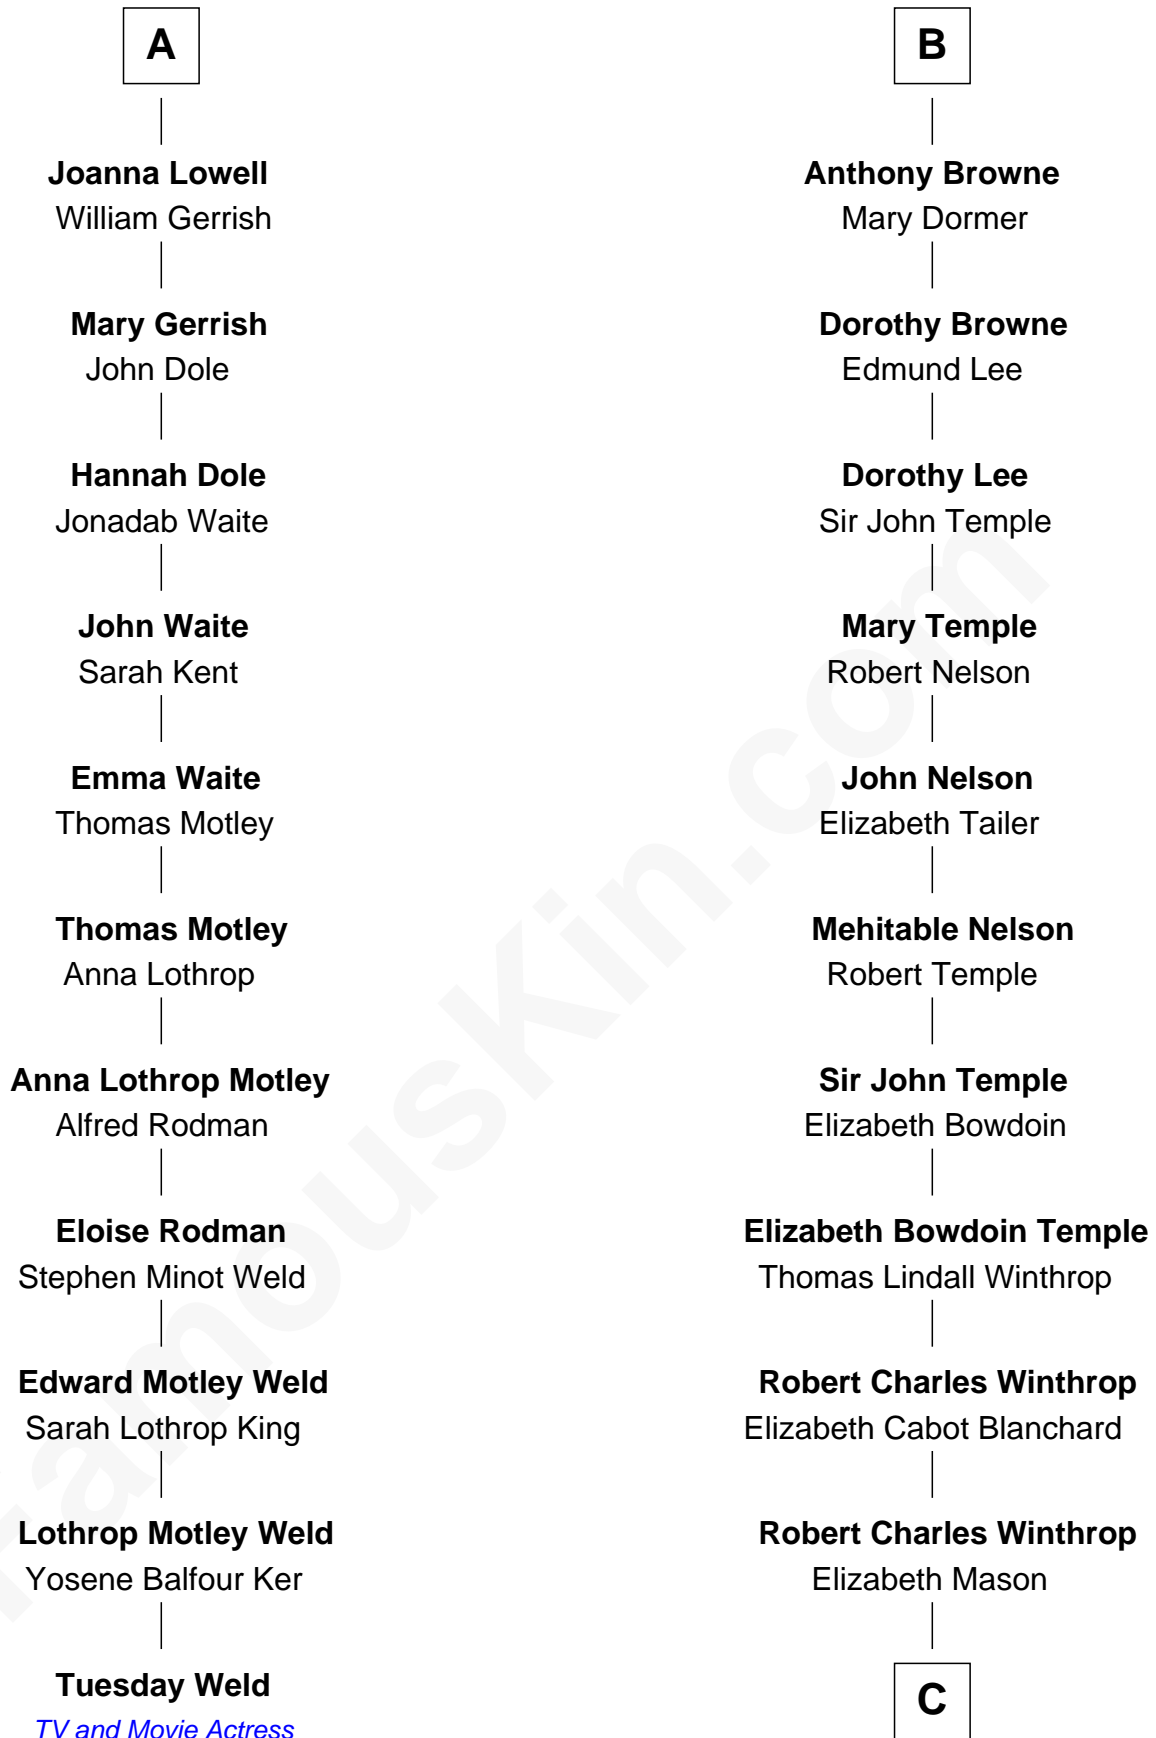 A
Joanna Lowell
William Gerrish
Mary Gerrish
John Dole
Hannah Dole
Jonadab Waite
John Waite
Sarah Kent
Emma Waite
Thomas Motley
Thomas Motley
Anna Lothrop
Anna Lothrop Motley
Alfred Rodman
Eloise Rodman
Stephen Minot Weld
Edward Motley Weld
Sarah Lothrop King
Lothrop Motley Weld
Yosene Balfour Ker
Tuesday Weld
TV and Movie Actress
B
Anthony Browne
Mary Dormer
Dorothy Browne
Edmund Lee
Dorothy Lee
Sir John Temple
Mary Temple
Robert Nelson
John Nelson
Elizabeth Tailer
Mehitable Nelson
Robert Temple
Sir John Temple
Elizabeth Bowdoin
Elizabeth Bowdoin Temple
Thomas Lindall Winthrop
Robert Charles Winthrop
Elizabeth Cabot Blanchard
Robert Charles Winthrop
Elizabeth Mason
C
FamousKin.com